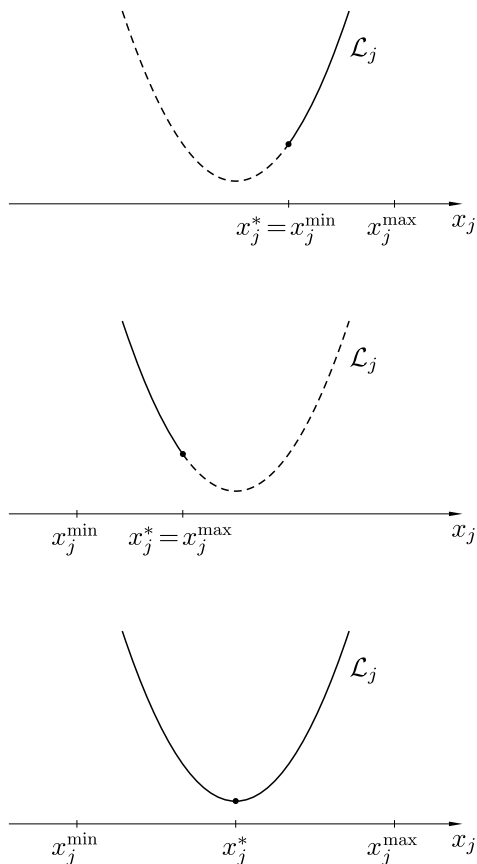 ℒ_j
x_j^* = x_j^min x_j^max x_j
ℒ_j
x_j^min x_j^* = x_j^max x_j
ℒ_j
x_j^min x_j^* x_j^max x_j